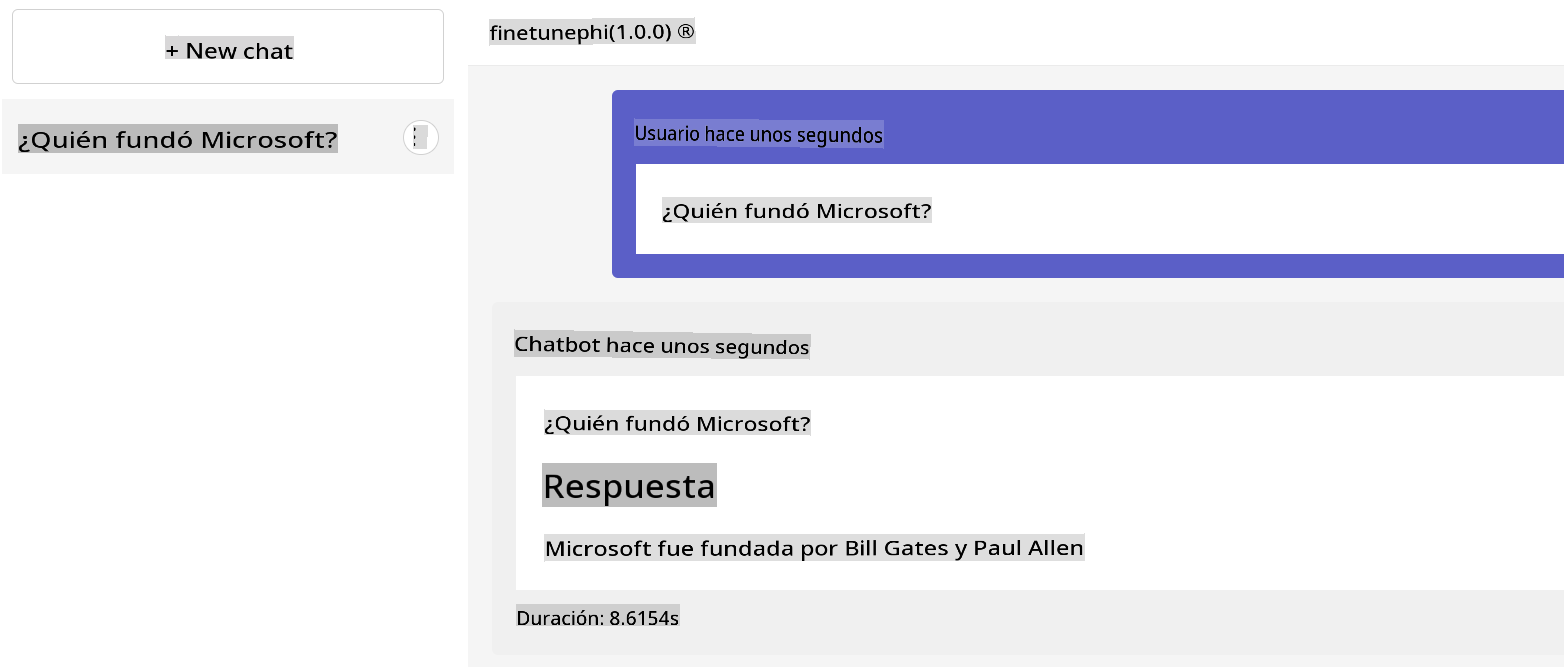 + New chat
¿Quién fundó Microsoft?
finetunephi(1.0.0) ®
Usuario hace unos segundos
¿Quién fundó Microsoft?
Chatbot hace unos segundos
¿Quién fundó Microsoft?
Respuesta
Microsoft fue fundada por Bill Gates y Paul Allen
Duración: 8.6154s